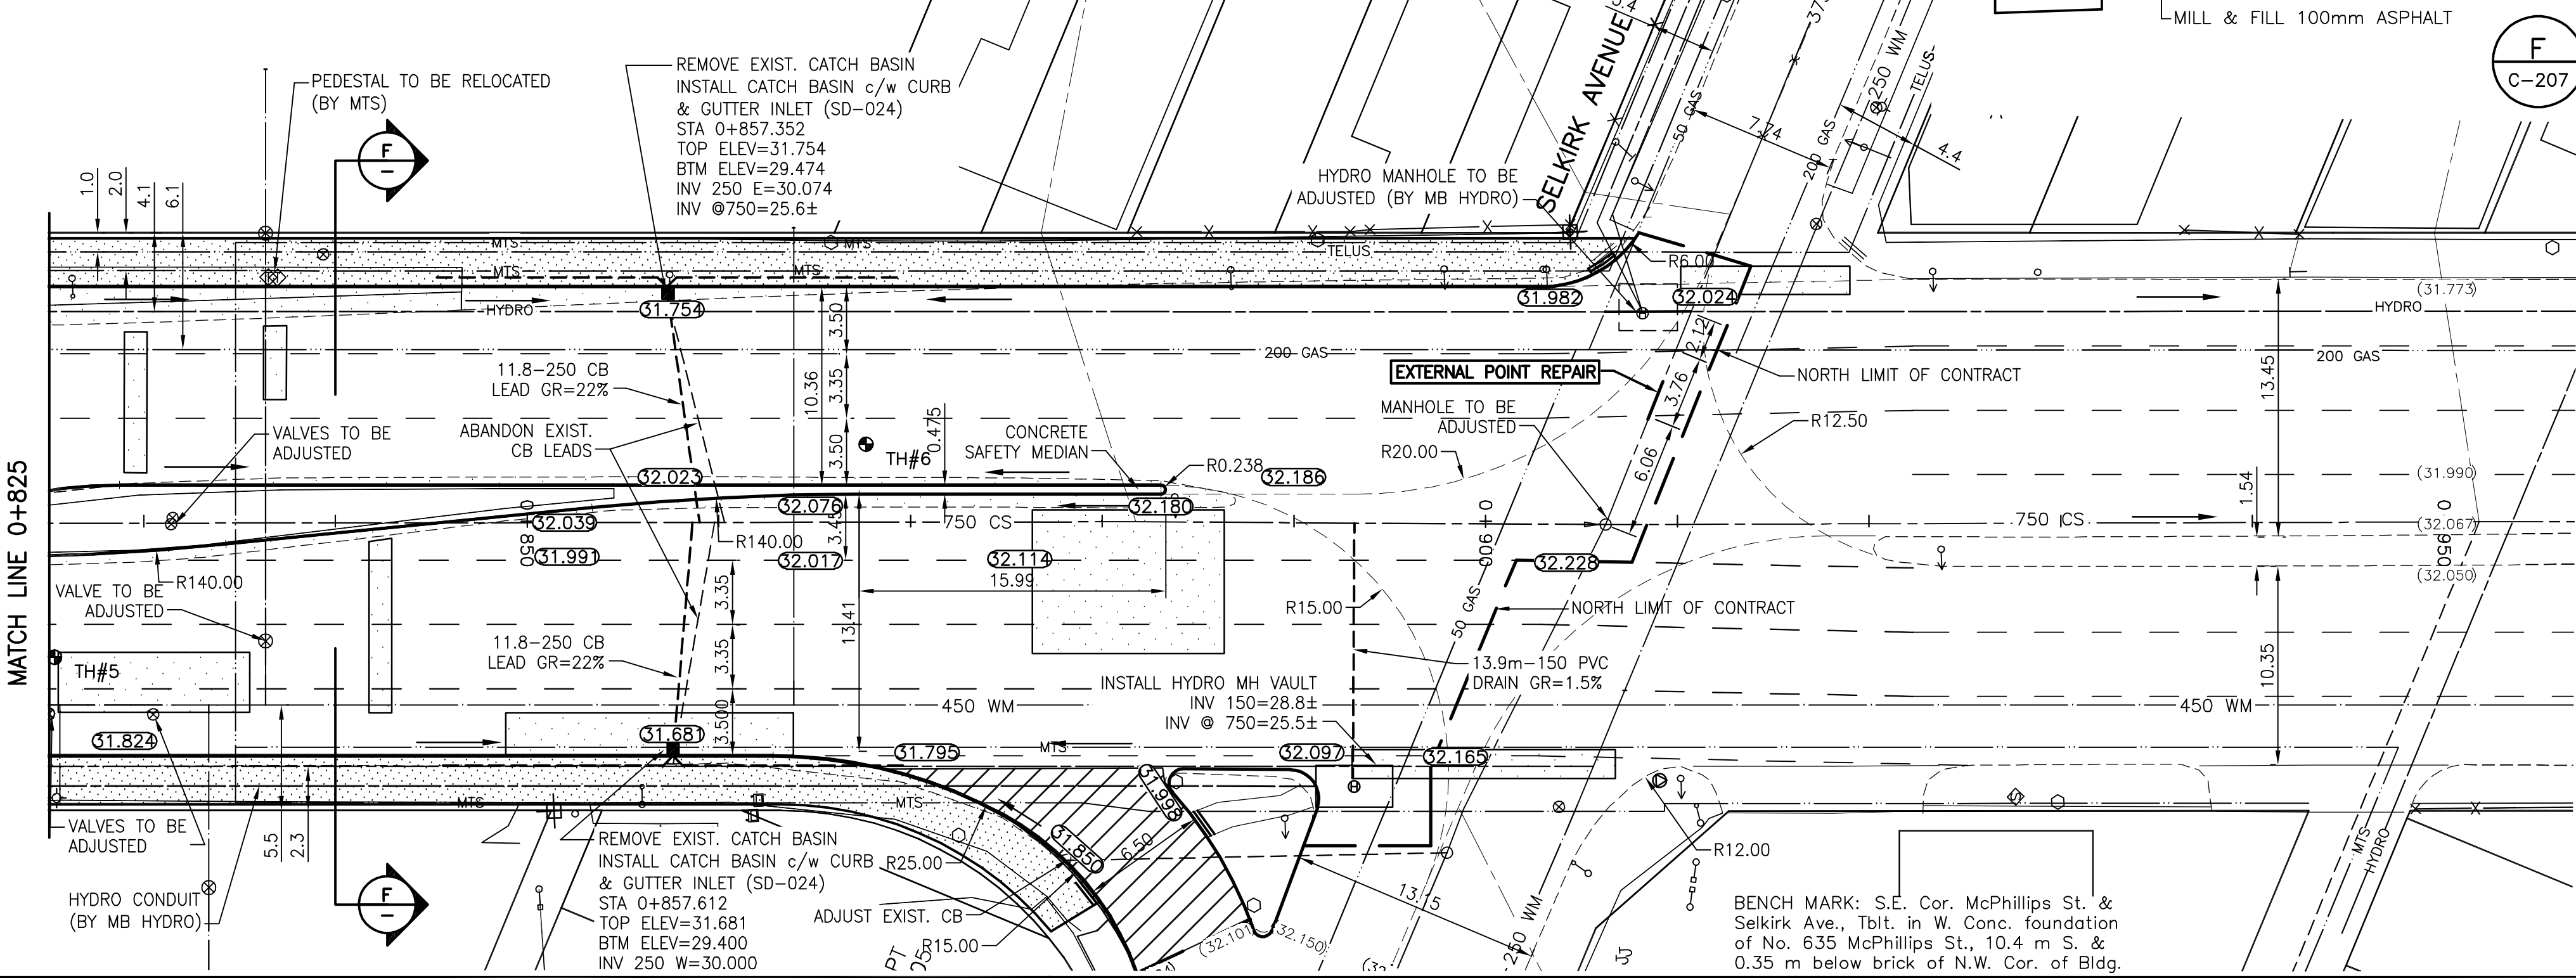 MILL & FILL 100mm ASPHALT
F
C-207
PEDESTAL TO BE RELOCATED
(BY MTS)
F
–
REMOVE EXIST. CATCH BASIN
INSTALL CATCH BASIN c/w CURB
& GUTTER INLET (SD-024)
STA 0+857.352
TOP ELEV=31.754
BTM ELEV=29.474
INV 250 E=30.074
INV @750=25.6±
SELKIRK AVENUE
HYDRO MANHOLE TO BE
ADJUSTED (BY MB HYDRO)
50 GAS
7.74
200 GAS
250 WM
TELUS
4.4
1.0
2.0
4.1
6.1
MTS
MTS
MTS
MTS
TELUS
R6.00
HYDRO
31.754
31.982
32.024
(31.773)
HYDRO
3.50
3.35
3.50
10.36
200 GAS
200 GAS
2.12
3.76
6.06
13.45
11.8-250 CB
LEAD GR=22%
EXTERNAL POINT REPAIR
NORTH LIMIT OF CONTRACT
MANHOLE TO BE
ADJUSTED
R12.50
VALVES TO BE
ADJUSTED
ABANDON EXIST.
CB LEADS
TH#6
0.475
CONCRETE
SAFETY MEDIAN
R0.238
R20.00
MATCH LINE 0+825
32.023
32.186
(31.990)
32.076
32.180
1.54
0+850
32.039
3.45
750 CS
0+900
750 CS
(32.067)
0+950
31.991
R140.00
32.017
32.114
32.228
(32.050)
R140.00
15.99
VALVE TO BE
ADJUSTED
3.35
3.35
3.500
13.41
R15.00
50 GAS
NORTH LIMIT OF CONTRACT
10.35
TH#5
11.8-250 CB
LEAD GR=22%
13.9m-150 PVC
DRAIN GR=1.5%
INSTALL HYDRO MH VAULT
INV 150=28.8±
INV @ 750=25.5±
450 WM
450 WM
31.824
31.681
31.795
MTS
32.097
32.165
MTS
MTS
31.998
VALVES TO BE
ADJUSTED
5.5
2.3
REMOVE EXIST. CATCH BASIN
INSTALL CATCH BASIN c/w CURB
& GUTTER INLET (SD-024)
STA 0+857.612
TOP ELEV=31.681
BTM ELEV=29.400
INV 250 W=30.000
R25.00
31.850
6.50
R12.00
MTS
HYDRO
HYDRO CONDUIT
(BY MB HYDRO)
F
–
ADJUST EXIST. CB
R15.00
13.15
(32.101)
(32.150)
250 WM
BENCH MARK: S.E. Cor. McPhillips St. &
Selkirk Ave., Tblt. in W. Conc. foundation
of No. 635 McPhillips St., 10.4 m S. &
0.35 m below brick of N.W. Cor. of Bldg.